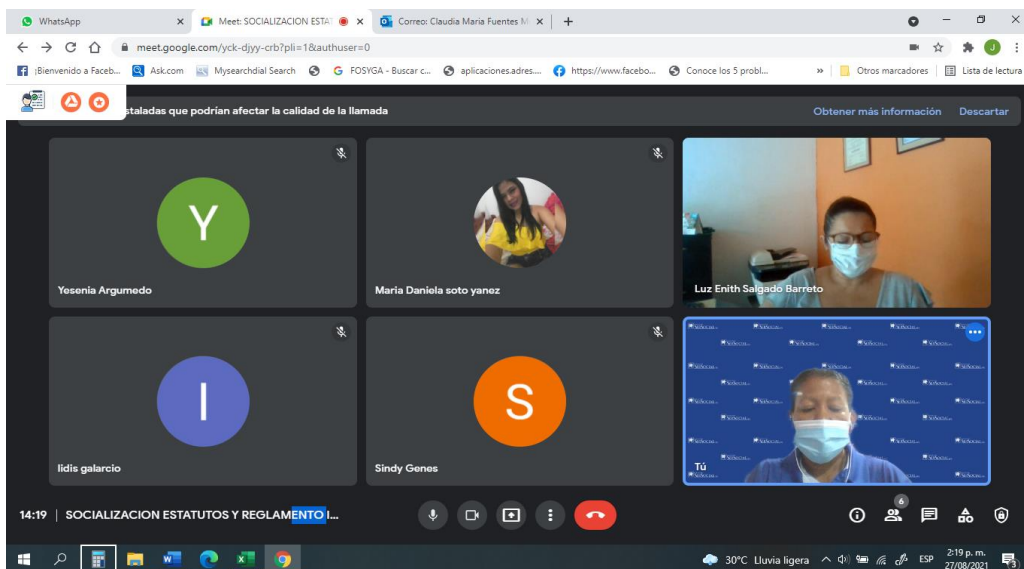 WhatsApp
Meet: SOCIALIZACION ESTA
Correo: Claudia Maria Fuentes M
meet.google.com/yck-djyy-crb?pli=1&authuser=0
¡Bienvenido a Faceb...
Ask.com
Mysearchdial Search
FOSYGA - Buscar c...
aplicaciones.adres....
https://www.facebo...
Conoce los 5 probl...
Otros marcadores
Lista de lectura
J
staladas que podrían afectar la calidad de la llamada
Obtener más información
Descartar
Y
Yesenia Argumedo
Maria Daniela soto yanez
Luz Enith Salgado Barreto
I
lidis galarcio
S
Sindy Genes
Tú
14:19 | SOCIALIZACION ESTATUTOS Y REGLAMENTO I...
6
30°C Lluvia ligera
ESP
2:19 p. m.
27/08/2021
3